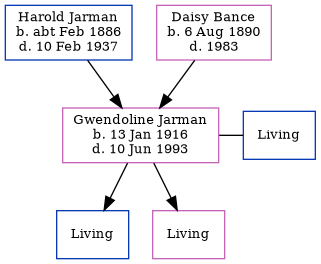 Harold Jarman
b. abt Feb 1886
d. 10 Feb 1937
Daisy Bance
b. 6 Aug 1890
d. 1983
Gwendoline Jarman
b. 13 Jan 1916
d. 10 Jun 1993
Living
Living
Living